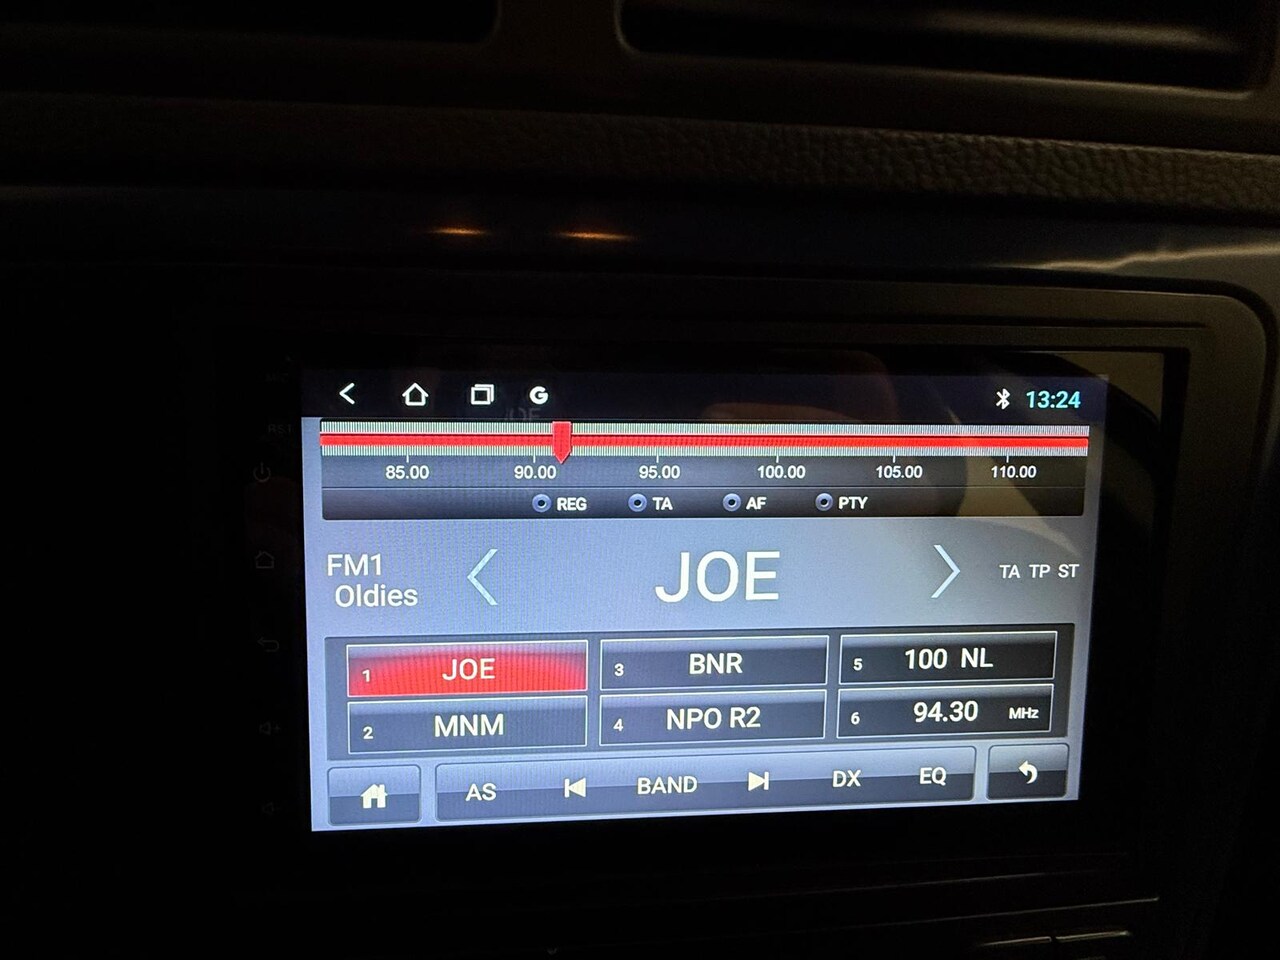 G 13:24
85.00 90.00 95.00 100.00 105.00 110.00
REG TA AF PTY
FM1
Oldies
JOE
TA TP ST
1 JOE
3 BNR
5 100 NL
2 MNM
4 NPO R2
6 94.30 MHz
AS BAND DX EQ
RST